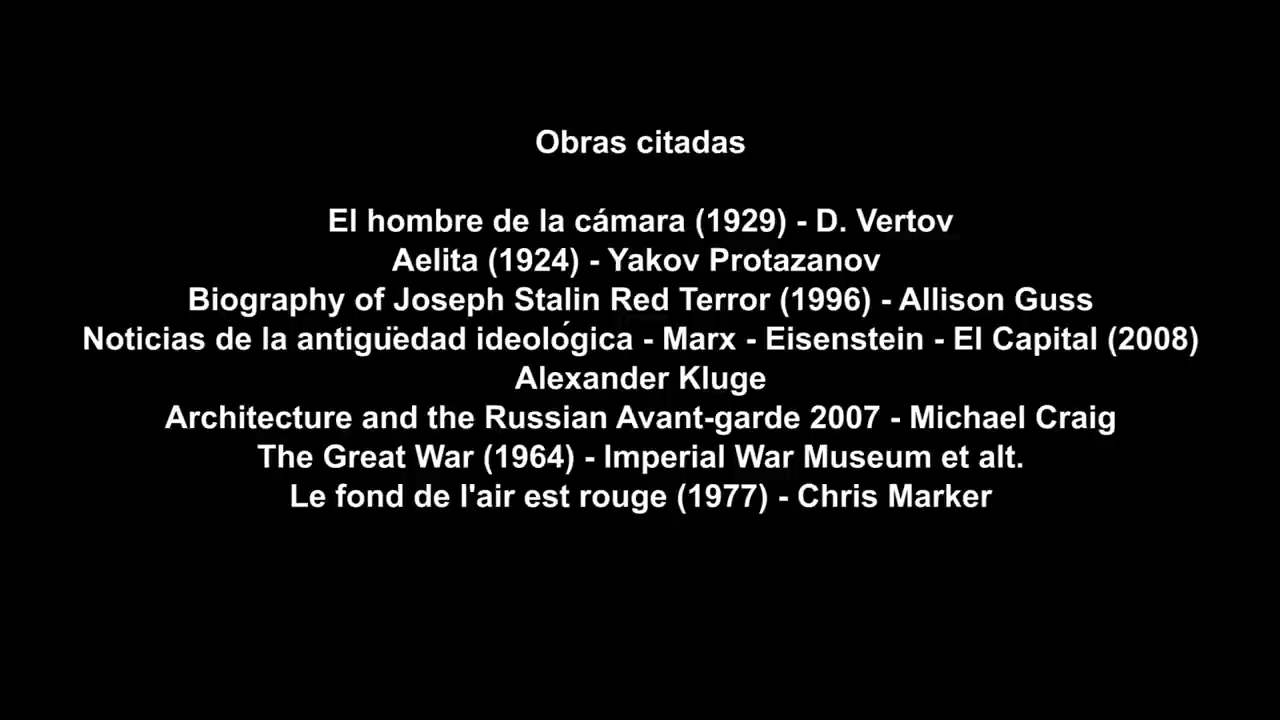 Obras citadas
El hombre de la cámara (1929) - D. Vertov
Aelita (1924) - Yakov Protazanov
Biography of Joseph Stalin Red Terror (1996) - Allison Guss
Noticias de la antigüedad ideológica - Marx - Eisenstein - El Capital (2008)
Alexander Kluge
Architecture and the Russian Avant-garde 2007 - Michael Craig
The Great War (1964) - Imperial War Museum et alt.
Le fond de l'air est rouge (1977) - Chris Marker